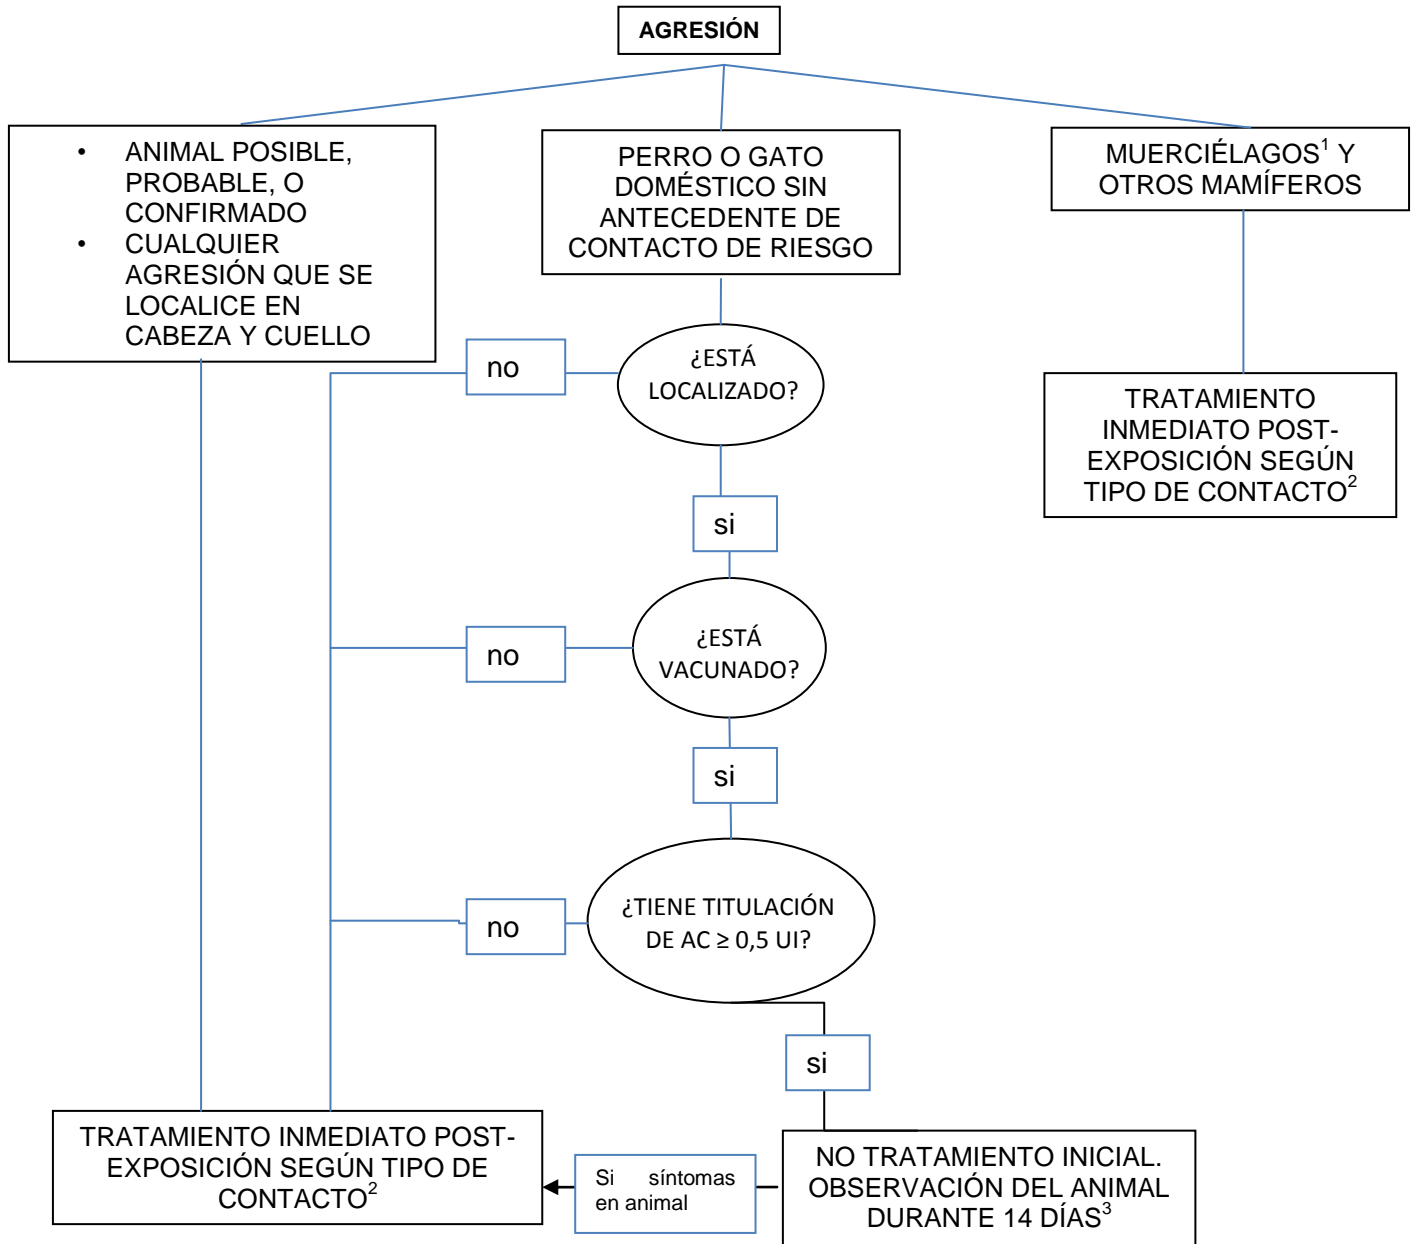 AGRESIÓN
• ANIMAL POSIBLE,
PROBABLE, O
CONFIRMADO
• CUALQUIER
AGRESIÓN QUE SE
LOCALICE EN
CABEZA Y CUELLO
PERRO O GATO
DOMÉSTICO SIN
ANTECEDENTE DE
CONTACTO DE RIESGO
MUERCIÉLAGOS¹ Y
OTROS MAMÍFEROS
¿ESTÁ
LOCALIZADO?
no
si
TRATAMIENTO
INMEDIATO POST-
EXPOSICIÓN SEGÚN
TIPO DE CONTACTO²
¿ESTÁ
VACUNADO?
no
si
¿TIENE TITULACIÓN
DE AC ≥ 0,5 UI?
no
si
TRATAMIENTO INMEDIATO POST-
EXPOSICIÓN SEGÚN TIPO DE
CONTACTO²
Si síntomas
en animal
NO TRATAMIENTO INICIAL.
OBSERVACIÓN DEL ANIMAL
DURANTE 14 DÍAS³